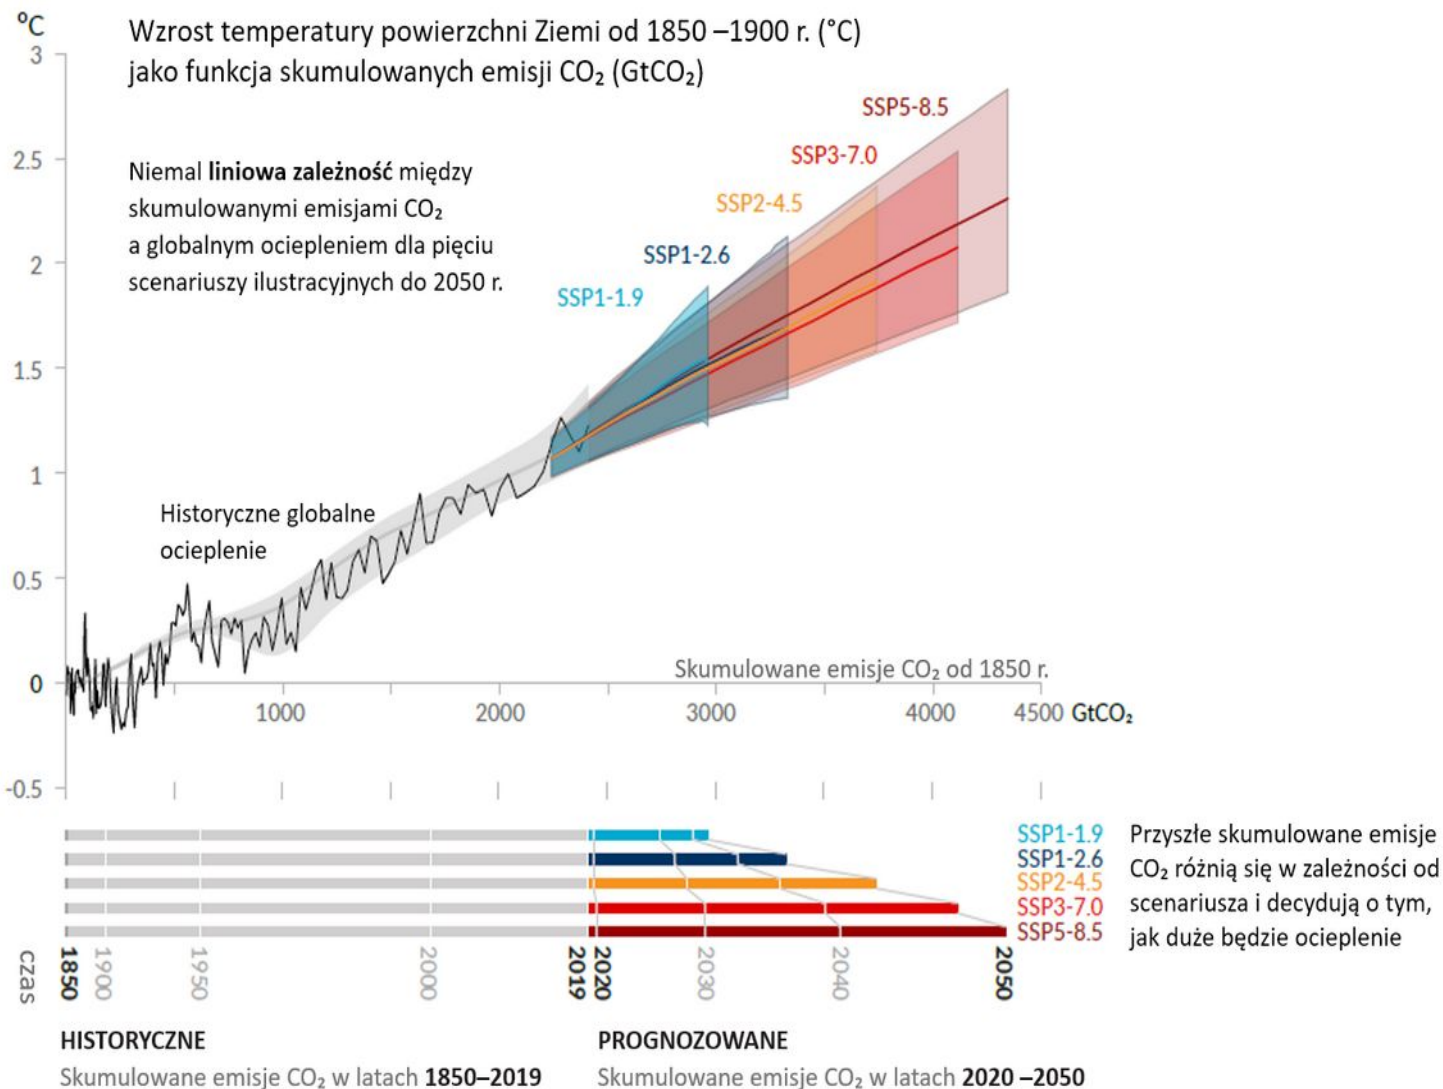 °C
Wzrost temperatury powierzchni Ziemi od 1850 –1900 r. (°C)
jako funkcja skumulowanych emisji CO₂ (GtCO₂)
3
2.5
2
1.5
1
0.5
0
-0.5
Niemal liniowa zależność między
skumulowanymi emisjami CO₂
a globalnym ociepleniem dla pięciu
scenariuszy ilustracyjnych do 2050 r.
SSP5-8.5
SSP3-7.0
SSP2-4.5
SSP1-2.6
SSP1-1.9
Historyczne globalne
ocieplenie
Skumulowane emisje CO₂ od 1850 r.
1000 2000 3000 4000 4500 GtCO₂
SSP1-1.9
SSP1-2.6
SSP2-4.5
SSP3-7.0
SSP5-8.5
Przyszłe skumulowane emisje
CO₂ różnią się w zależności od
scenariusza i decydują o tym,
jak duże będzie ocieplenie
czas 1850 1900 1950 2000 2019 2020 2030 2040 2050
HISTORYCZNE
Skumulowane emisje CO₂ w latach 1850–2019
PROGNOZOWANE
Skumulowane emisje CO₂ w latach 2020 –2050